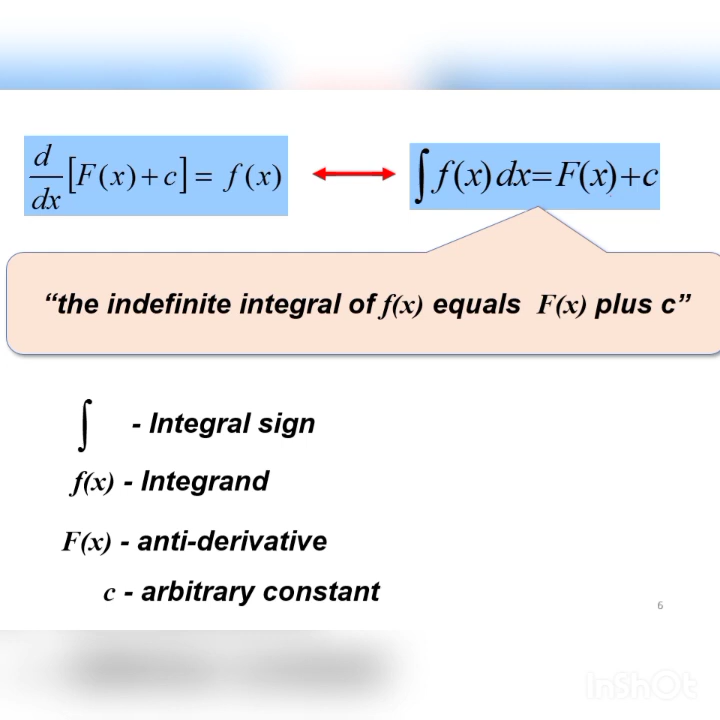 d/dx [F(x)+c] = f(x) ∫f(x)dx=F(x)+c
“the indefinite integral of f(x) equals F(x) plus c”
∫ - Integral sign
f(x) - Integrand
F(x) - anti-derivative
c - arbitrary constant
6
InShOt